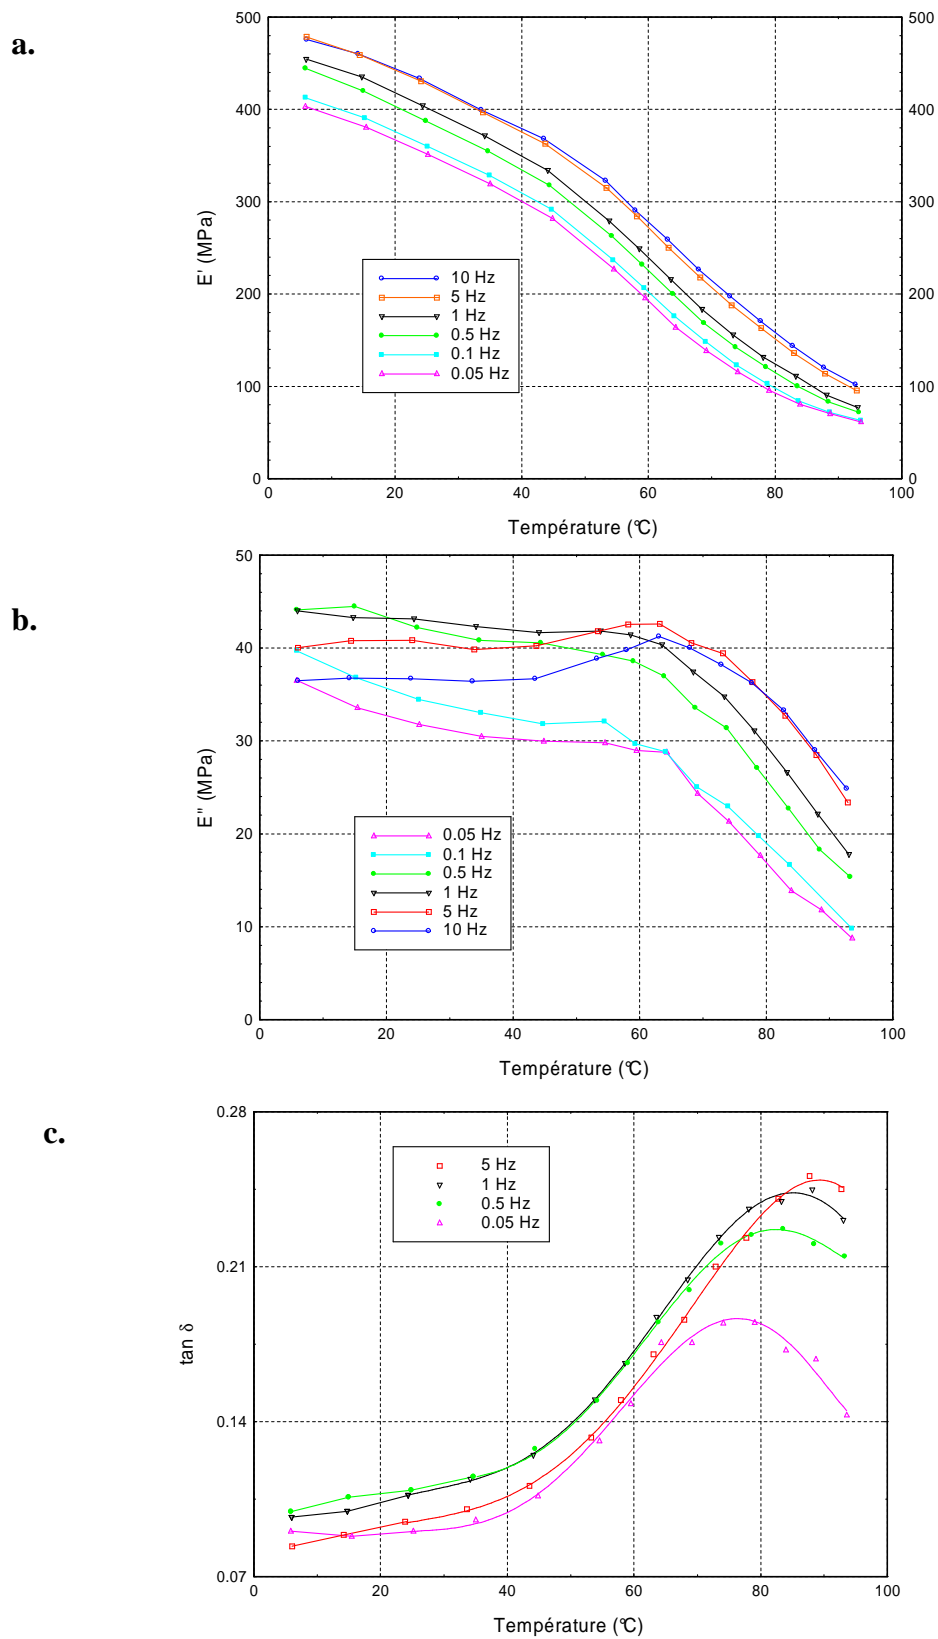 a.
500
400
300
200
100
0
500
400
300
200
100
0
E' (MPa)
10 Hz
5 Hz
1 Hz
0.5 Hz
0.1 Hz
0.05 Hz
0 20 40 60 80 100
Température (°C)
b.
50
40
30
20
10
0
E" (MPa)
0.05 Hz
0.1 Hz
0.5 Hz
1 Hz
5 Hz
10 Hz
0 20 40 60 80 100
Température (°C)
c.
0.28
0.21
0.14
0.07
tan δ
5 Hz
1 Hz
0.5 Hz
0.05 Hz
0 20 40 60 80 100
Température (°C)